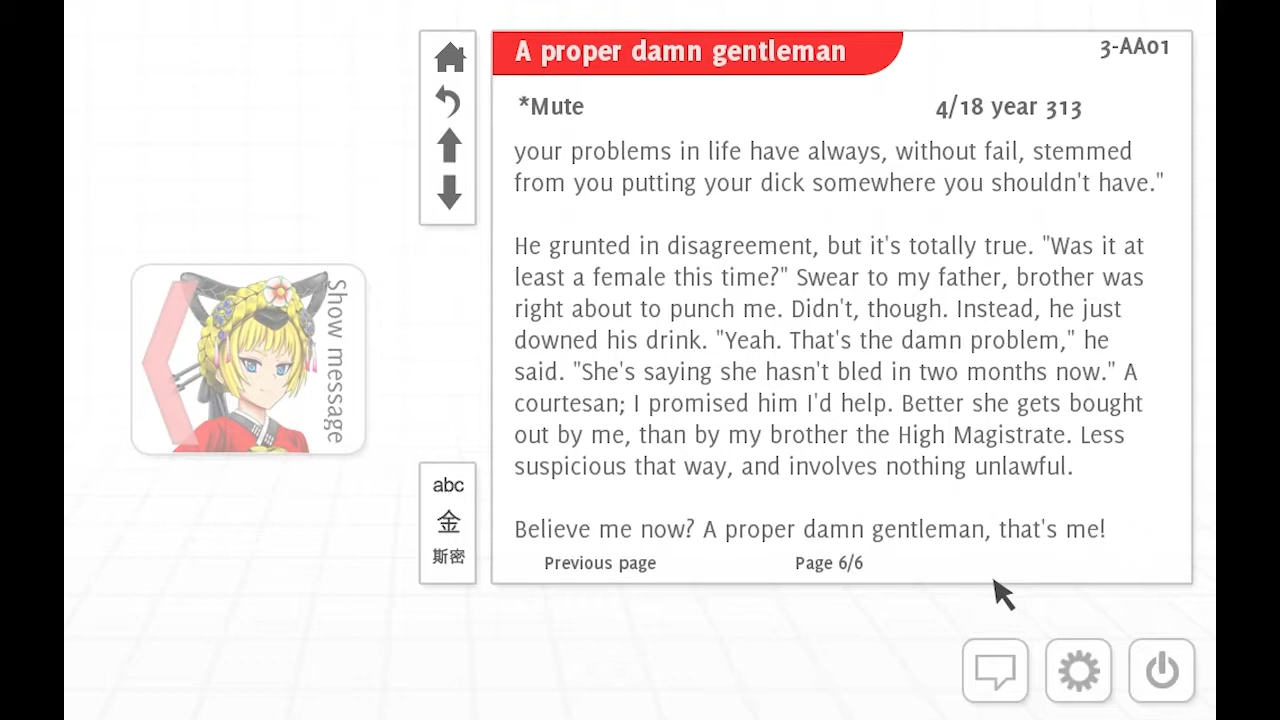 A proper damn gentleman
3-AA01
*Mute
4/18 year 313
your problems in life have always, without fail, stemmed
from you putting your dick somewhere you shouldn't have."
He grunted in disagreement, but it's totally true. "Was it at
least a female this time?" Swear to my father, brother was
right about to punch me. Didn't, though. Instead, he just
downed his drink. "Yeah. That's the damn problem," he
said. "She's saying she hasn't bled in two months now." A
courtesan; I promised him I'd help. Better she gets bought
out by me, than by my brother the High Magistrate. Less
suspicious that way, and involves nothing unlawful.
Believe me now? A proper damn gentleman, that's me!
Previous page
Page 6/6
Show message
abc
金
斯密